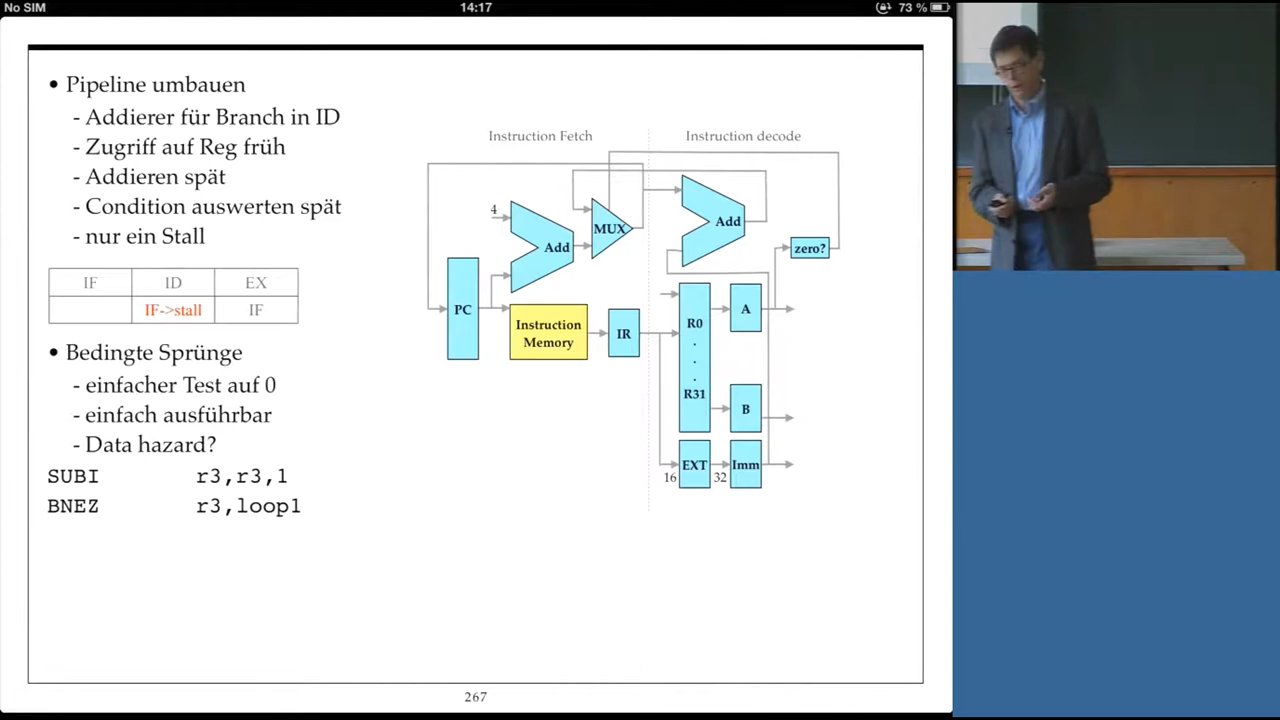 No SIM 14:17 73 %
• Pipeline umbauen
- Addierer für Branch in ID
- Zugriff auf Reg früh
- Addieren spät
- Condition auswerten spät
- nur ein Stall
IF ID EX
IF->stall IF
• Bedingte Sprünge
- einfacher Test auf 0
- einfach ausführbar
- Data hazard?
SUBI r3,r3,1
BNEZ r3,loop1
Instruction Fetch Instruction decode
4
Add
MUX
Add
zero?
PC
Instruction
Memory
IR
R0
.
.
.
R31
A
B
EXT
Imm
16
32
267